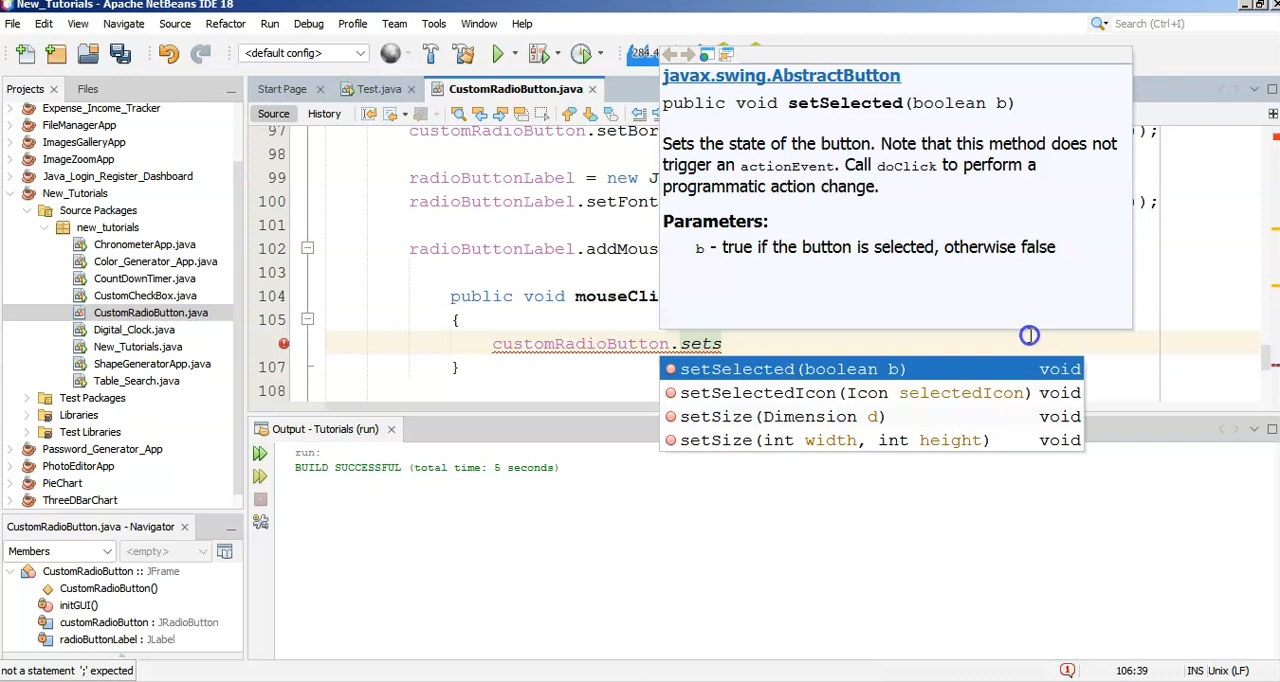 New_Tutorials - Apache NetBeans IDE 18
File Edit View Navigate Source Refactor Run Debug Profile Team Tools Window Help
Search (Ctrl+I)
<default config>
284.4
Projects
Files
Start Page
Test.java
CustomRadioButton.java
Source
History
Expense_Income_Tracker
FileManagerApp
ImagesGalleryApp
ImageZoomApp
Java_Login_Register_Dashboard
New_Tutorials
Source Packages
new_tutorials
ChronometerApp.java
Color_Generator_App.java
CountDownTimer.java
CustomCheckBox.java
CustomRadioButton.java
Digital_Clock.java
New_Tutorials.java
ShapeGeneratorApp.java
Table_Search.java
Test Packages
Libraries
Test Libraries
Password_Generator_App
PhotoEditorApp
PieChart
ThreeDBarChart
97 customRadioButton.setBor );
98
99 radioButtonLabel = new J
100 radioButtonLabel.setFont );
101
102 radioButtonLabel.addMous
103
104 public void mouseCli
105 {
customRadioButton.sets
107 }
108
javax.swing.AbstractButton
public void setSelected(boolean b)
Sets the state of the button. Note that this method does not
trigger an actionEvent. Call doClick to perform a
programmatic action change.
Parameters:
b - true if the button is selected, otherwise false
setSelected(boolean b) void
setSelectedIcon(Icon selectedIcon) void
setSize(Dimension d) void
setSize(int width, int height) void
Output - Tutorials (run)
run:
BUILD SUCCESSFUL (total time: 5 seconds)
CustomRadioButton.java - Navigator
Members
<empty>
CustomRadioButton :: JFrame
CustomRadioButton()
initGUI()
customRadioButton : JRadioButton
radioButtonLabel : JLabel
not a statement ';' expected
1
106:39
INS Unix (LF)